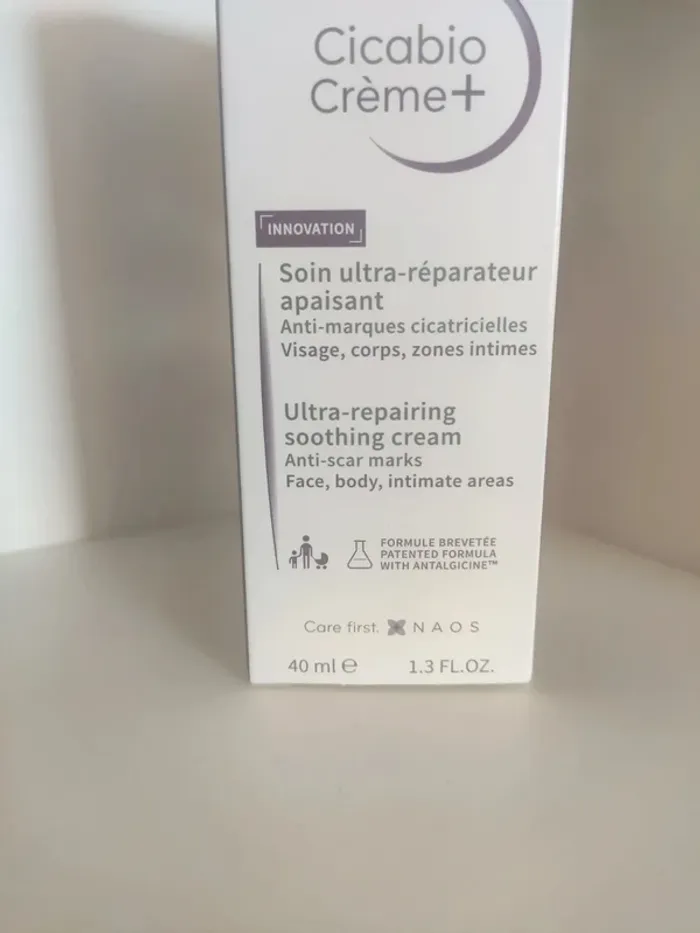 Cicabio
Crème+
INNOVATION
Soin ultra-réparateur
apaisant
Anti-marques cicatricielles
Visage, corps, zones intimes
Ultra-repairing
soothing cream
Anti-scar marks
Face, body, intimate areas
FORMULE BREVETÉE
PATENTED FORMULA
WITH ANTALGICINE™
Care first. NAOS
40 ml ℮ 1.3 FL.OZ.